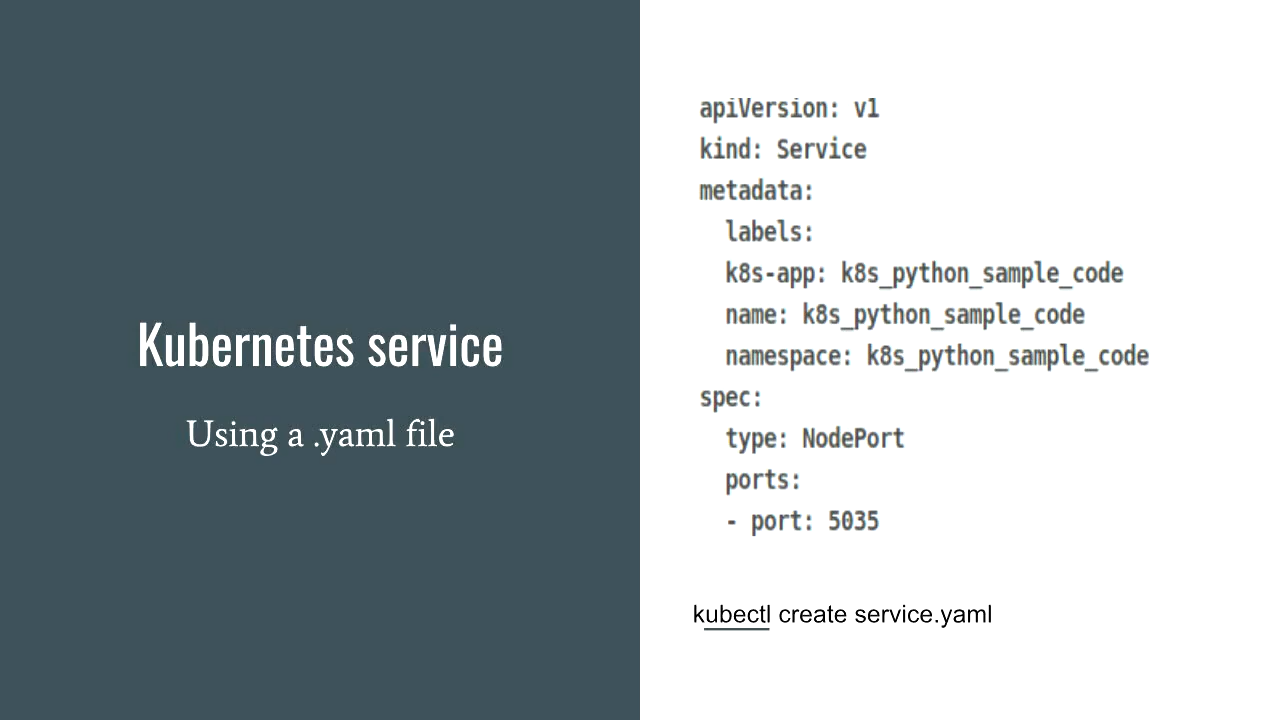 Kubernetes service
Using a .yaml file
apiVersion: v1
kind: Service
metadata:
  labels:
  k8s-app: k8s_python_sample_code
  name: k8s_python_sample_code
  namespace: k8s_python_sample_code
spec:
  type: NodePort
  ports:
  - port: 5035
kubectl create service.yaml